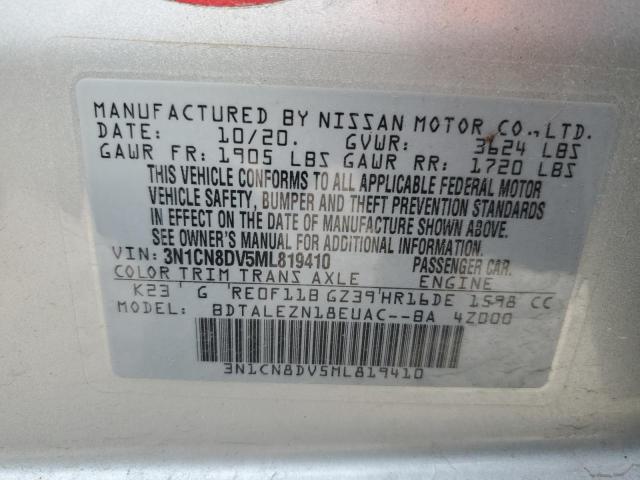 MANUFACTURED BY NISSAN MOTOR CO., LTD.
DATE: 10/20. GVWR: 3624 LBS
GAWR FR: 1905 LBS GAWR RR: 1720 LBS
THIS VEHICLE CONFORMS TO ALL APPLICABLE FEDERAL MOTOR
VEHICLE SAFETY, BUMPER AND THEFT PREVENTION STANDARDS
IN EFFECT ON THE DATE OF MANUFACTURE SHOWN ABOVE.
SEE OWNER'S MANUAL FOR ADDITIONAL INFORMATION.
VIN: 3N1CN8DV5ML819410 PASSENGER CAR
COLOR TRIM TRANS AXLE ENGINE
K23 ' G ' RE0F11B GZ39'HR16DE 1598 CC
MODEL: BDTALEZN18EUAC--BA 4Z000
3N1CN8DV5ML819410